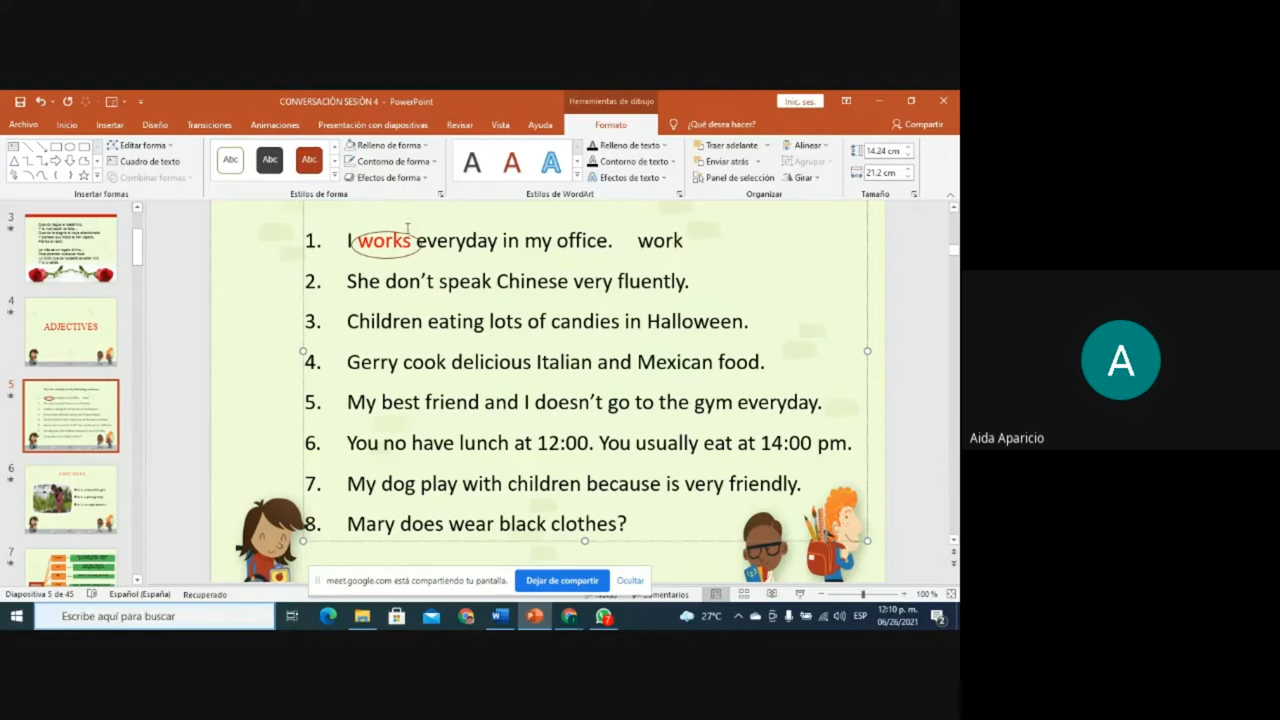 CONVERSACIÓN SESIÓN 4 - PowerPoint
Herramientas de dibujo
Inic. ses.
Archivo Inicio Insertar Diseño Transiciones Animaciones Presentación con diapositivas Revisar Vista Ayuda Formato ¿Qué desea hacer? Compartir
Editar forma
Cuadro de texto
Combinar formas
Insertar formas
Abc Abc Abc
Relleno de forma
Contorno de forma
Efectos de forma
Estilos de forma
A A A
Relleno de texto
Contorno de texto
Efectos de texto
Estilos de WordArt
Traer adelante
Enviar atrás
Panel de selección
Alinear
Agrupar
Girar
Organizar
14.24 cm
21.2 cm
Tamaño
3
4
ADJECTIVES
5
6
7
1. I works everyday in my office. work
2. She don't speak Chinese very fluently.
3. Children eating lots of candies in Halloween.
4. Gerry cook delicious Italian and Mexican food.
5. My best friend and I doesn't go to the gym everyday.
6. You no have lunch at 12:00. You usually eat at 14:00 pm.
7. My dog play with children because is very friendly.
8. Mary does wear black clothes?
meet.google.com está compartiendo tu pantalla. Dejar de compartir Ocultar
Diapositiva 5 de 45 Español (España) Recuperado Comentarios 100 %
Escribe aquí para buscar
27°C ESP
12:10 p. m.
06/26/2021
A
Aida Aparicio